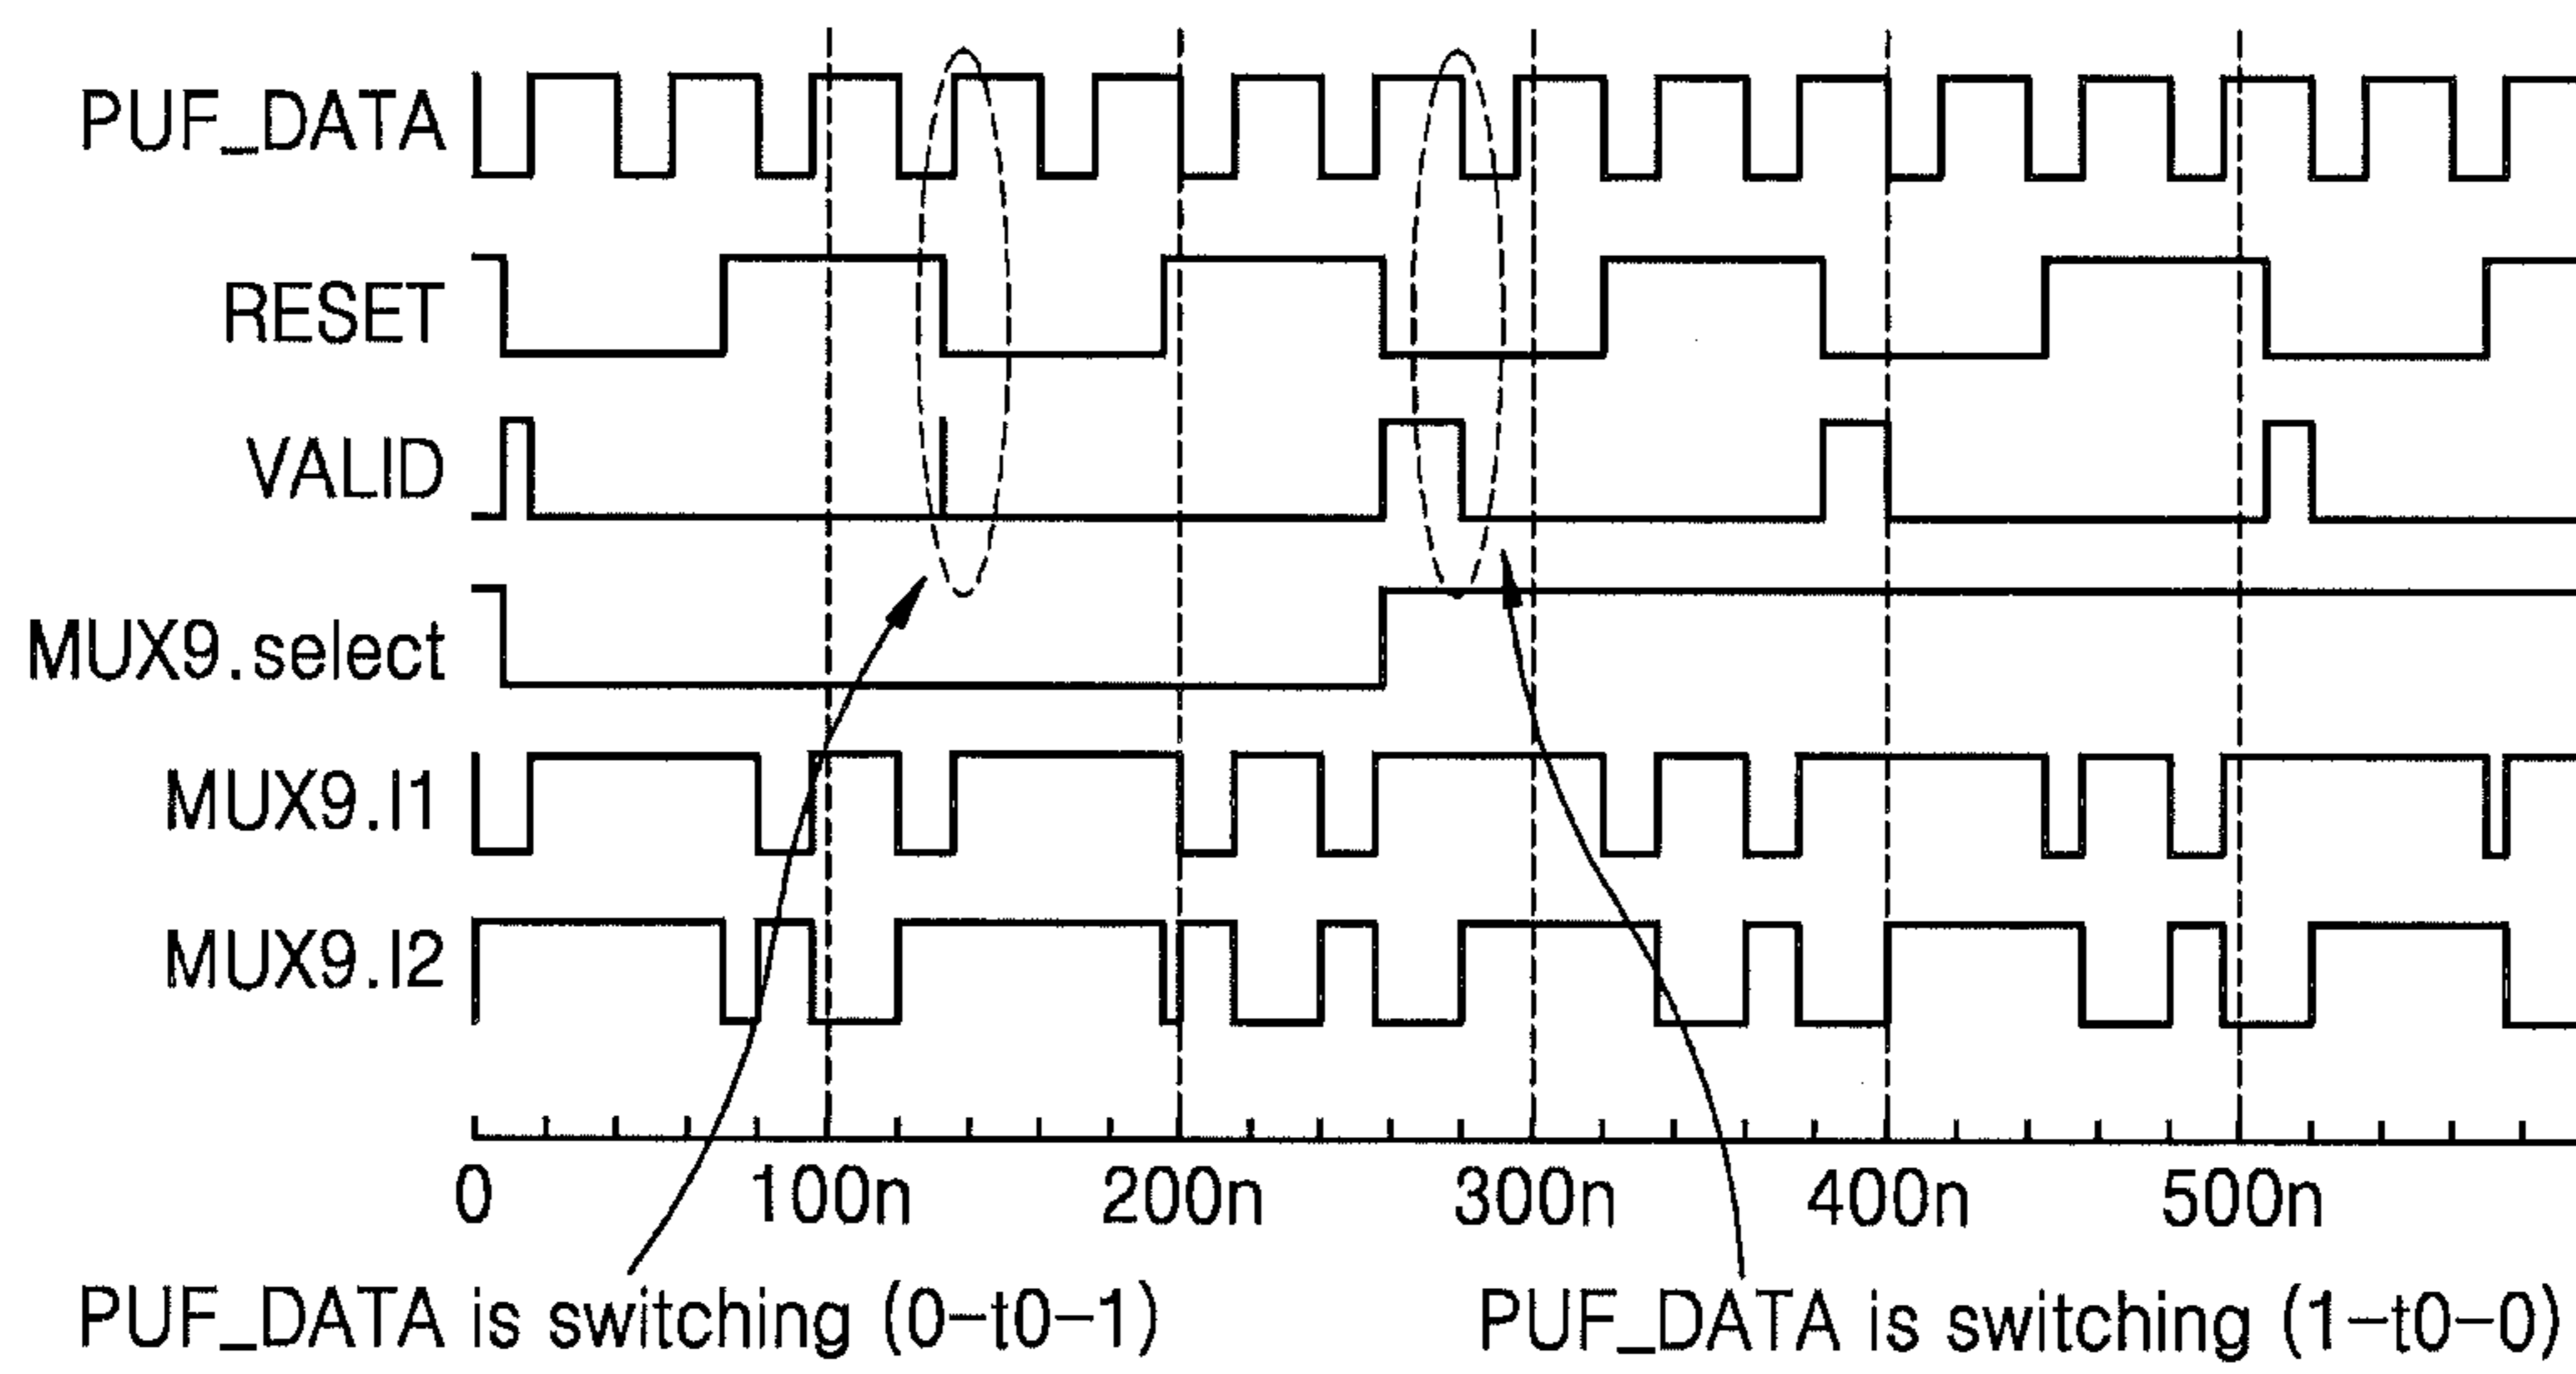 PUF_DATA
RESET
VALID
MUX9.select
MUX9.I1
MUX9.I2
0 100n 200n 300n 400n 500n
PUF_DATA is switching (0-t0-1) PUF_DATA is switching (1-t0-0)